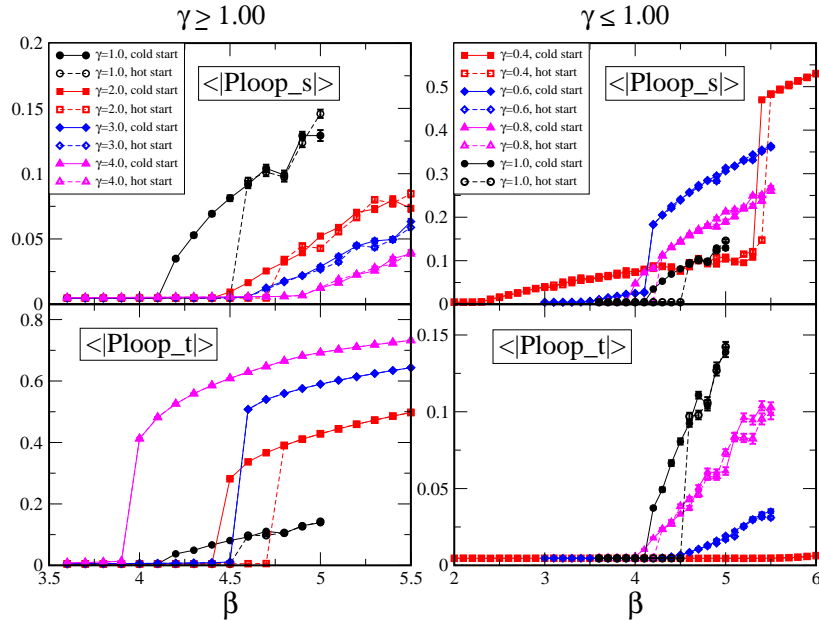 γ ≥ 1.00
γ ≤ 1.00
0.2
0.15
0.1
0.05
0
γ=1.0, cold start
γ=1.0, hot start
γ=2.0, cold start
γ=2.0, hot start
γ=3.0, cold start
γ=3.0, hot start
γ=4.0, cold start
γ=4.0, hot start
<|Ploop_s|>
0.5
0.4
0.3
0.2
0.1
0
γ=0.4, cold start
γ=0.4, hot start
γ=0.6, cold start
γ=0.6, hot start
γ=0.8, cold start
γ=0.8, hot start
γ=1.0, cold start
γ=1.0, hot start
<|Ploop_s|>
0.8
0.6
0.4
0.2
0
<|Ploop_t|>
3.5 4 4.5 5 5.5
β
0.15
0.1
0.05
0
<|Ploop_t|>
2 3 4 5 6
β